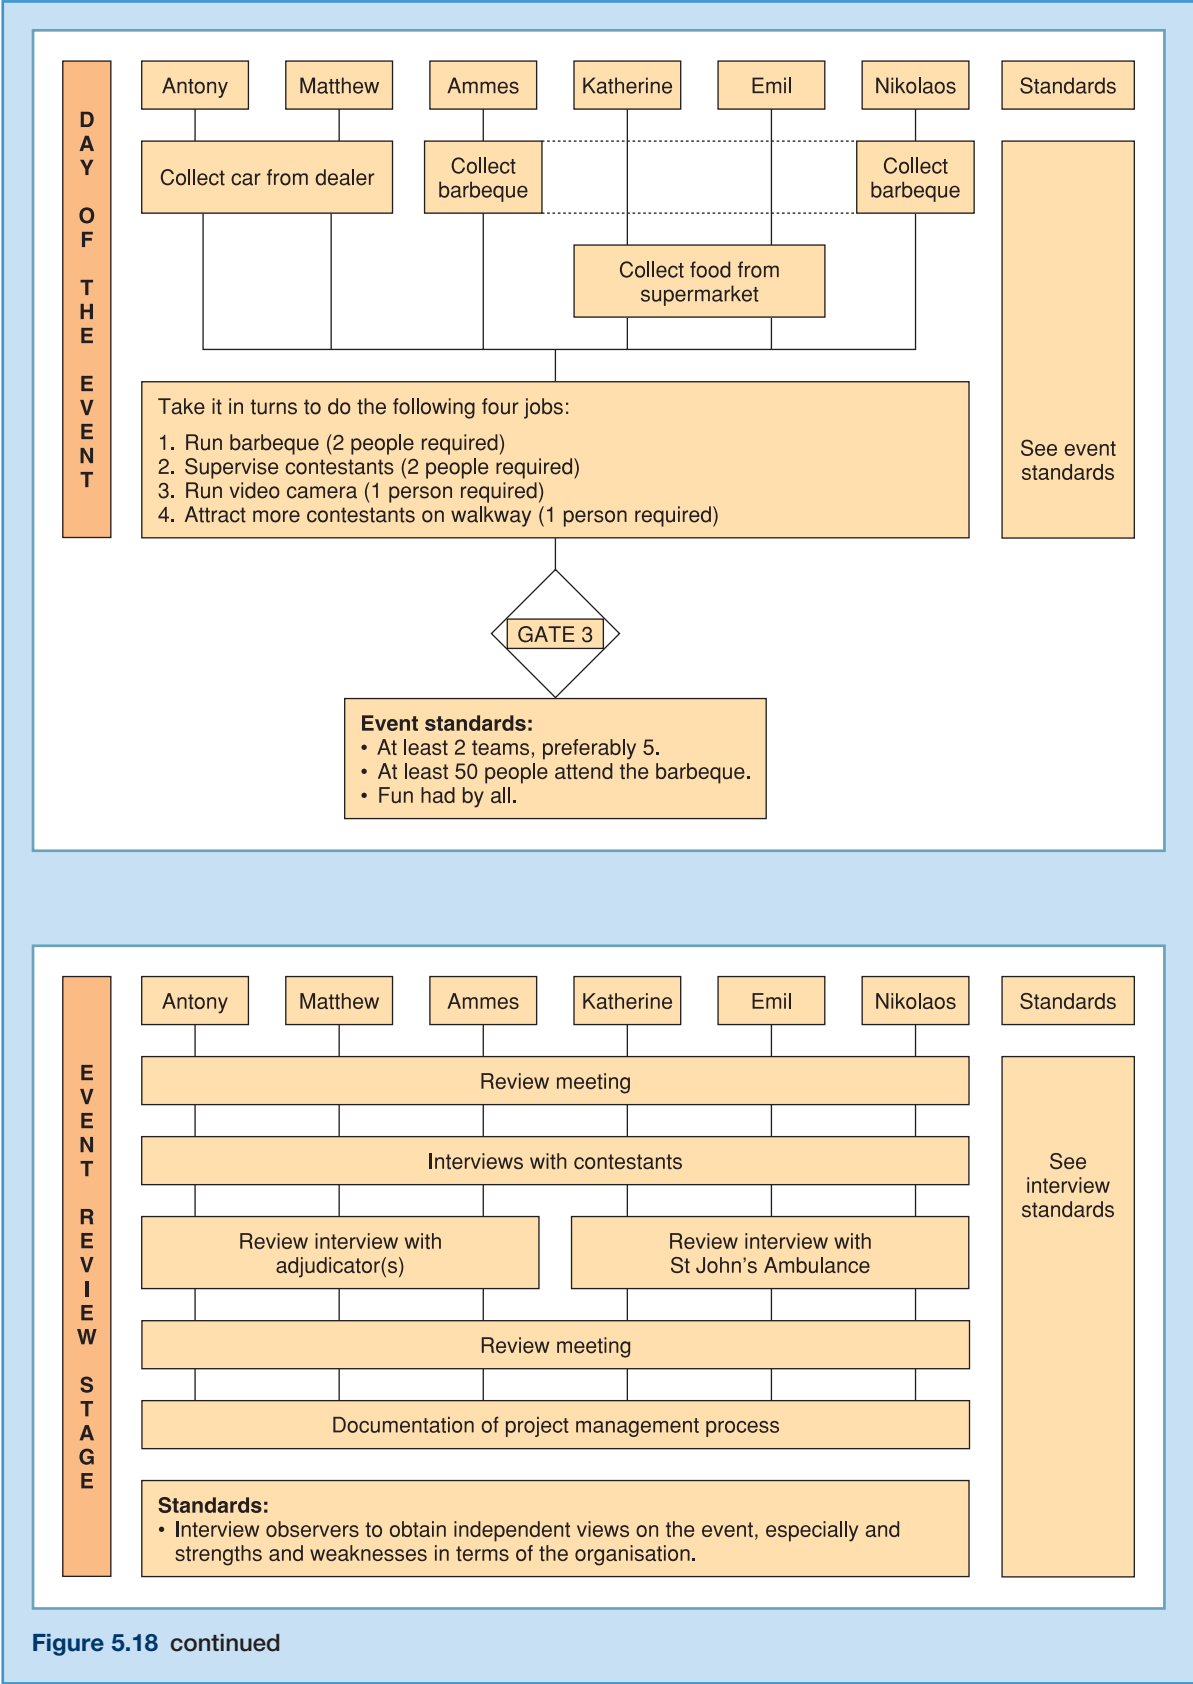 DAY OF THE EVENT
Antony
Matthew
Ammes
Katherine
Emil
Nikolaos
Standards
Collect car from dealer
Collect
barbeque
Collect
barbeque
Collect food from
supermarket
Take it in turns to do the following four jobs:
1. Run barbeque (2 people required)
2. Supervise contestants (2 people required)
3. Run video camera (1 person required)
4. Attract more contestants on walkway (1 person required)
See event
standards
GATE 3
Event standards:
• At least 2 teams, preferably 5.
• At least 50 people attend the barbeque.
• Fun had by all.
EVENT REVIEW STAGE
Antony
Matthew
Ammes
Katherine
Emil
Nikolaos
Standards
Review meeting
Interviews with contestants
See
interview
standards
Review interview with
adjudicator(s)
Review interview with
St John's Ambulance
Review meeting
Documentation of project management process
Standards:
• Interview observers to obtain independent views on the event, especially and
strengths and weaknesses in terms of the organisation.
Figure 5.18 continued